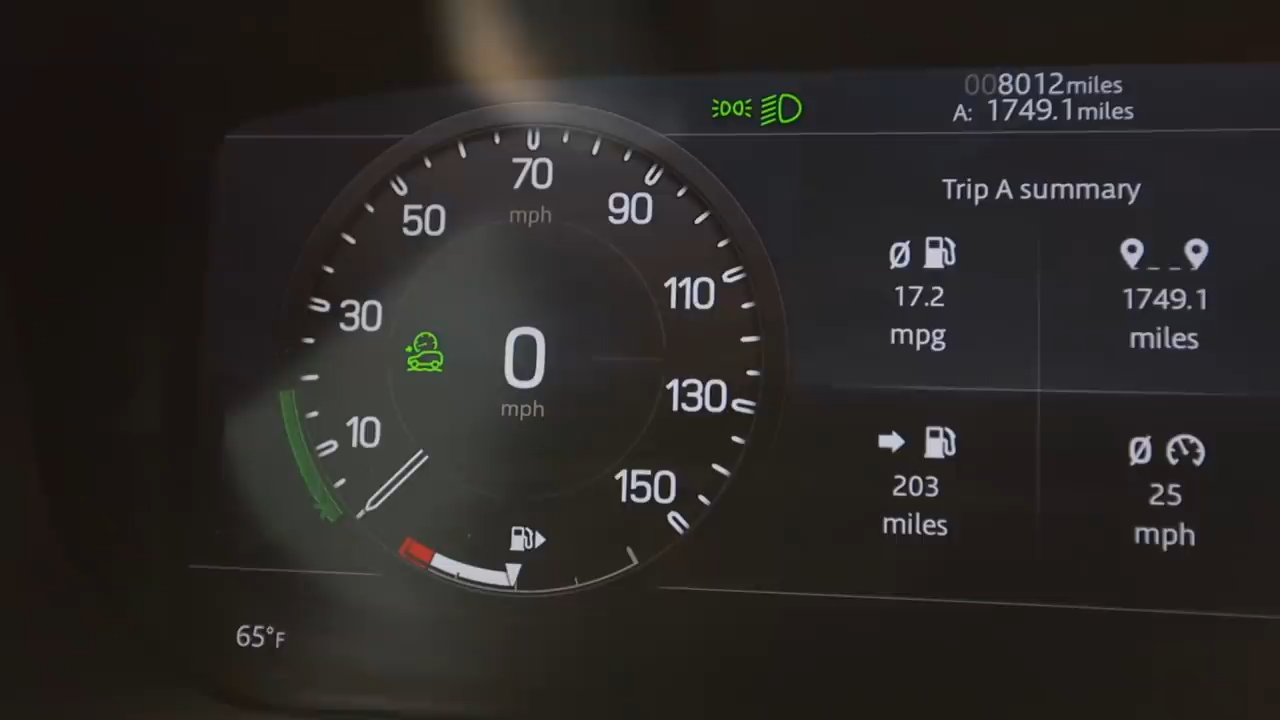 008012miles
A: 1749.1miles
70
mph
50
90
30
110
10
130
150
0
mph
Trip A summary
Ø
17.2
mpg
1749.1
miles
203
miles
Ø
25
mph
65°F